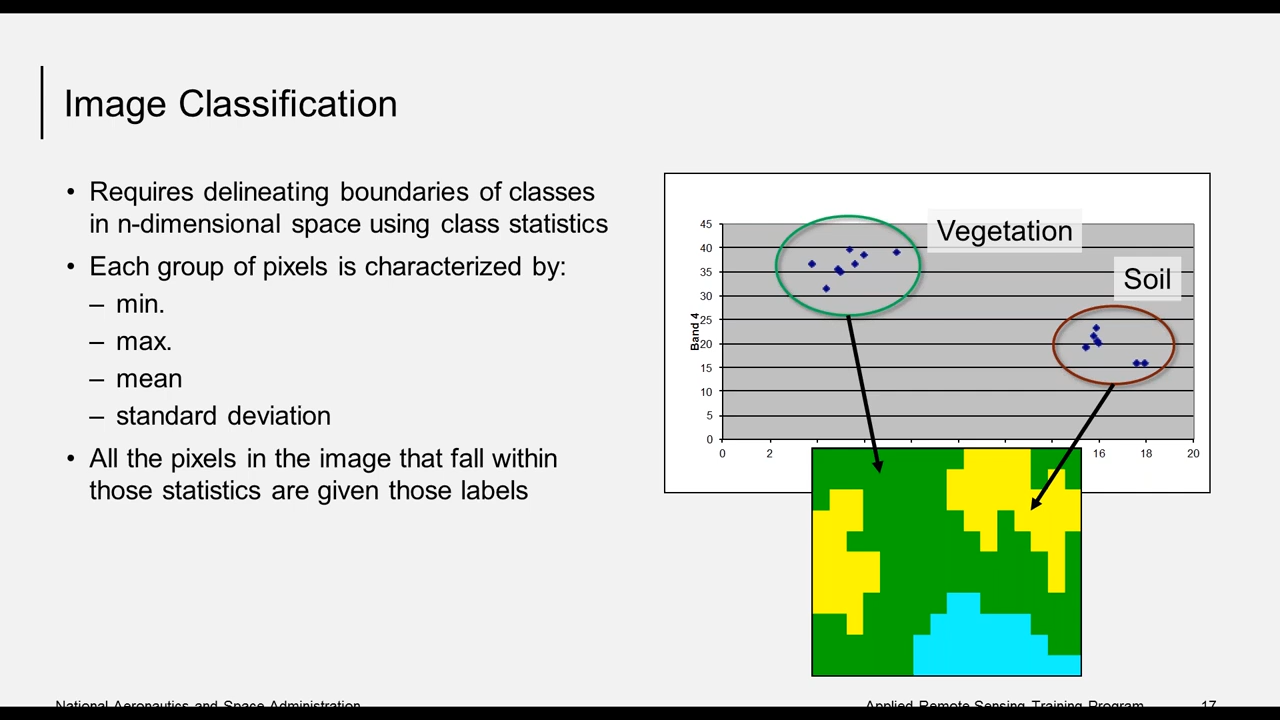 Image Classification
• Requires delineating boundaries of classes
in n-dimensional space using class statistics
• Each group of pixels is characterized by:
– min.
– max.
– mean
– standard deviation
• All the pixels in the image that fall within
those statistics are given those labels
Vegetation
Soil
Band 4
45
40
35
30
25
20
15
10
5
0
0 2 16 18 20
National Aeronautics and Space Administration
Applied Remote Sensing Training Program
17